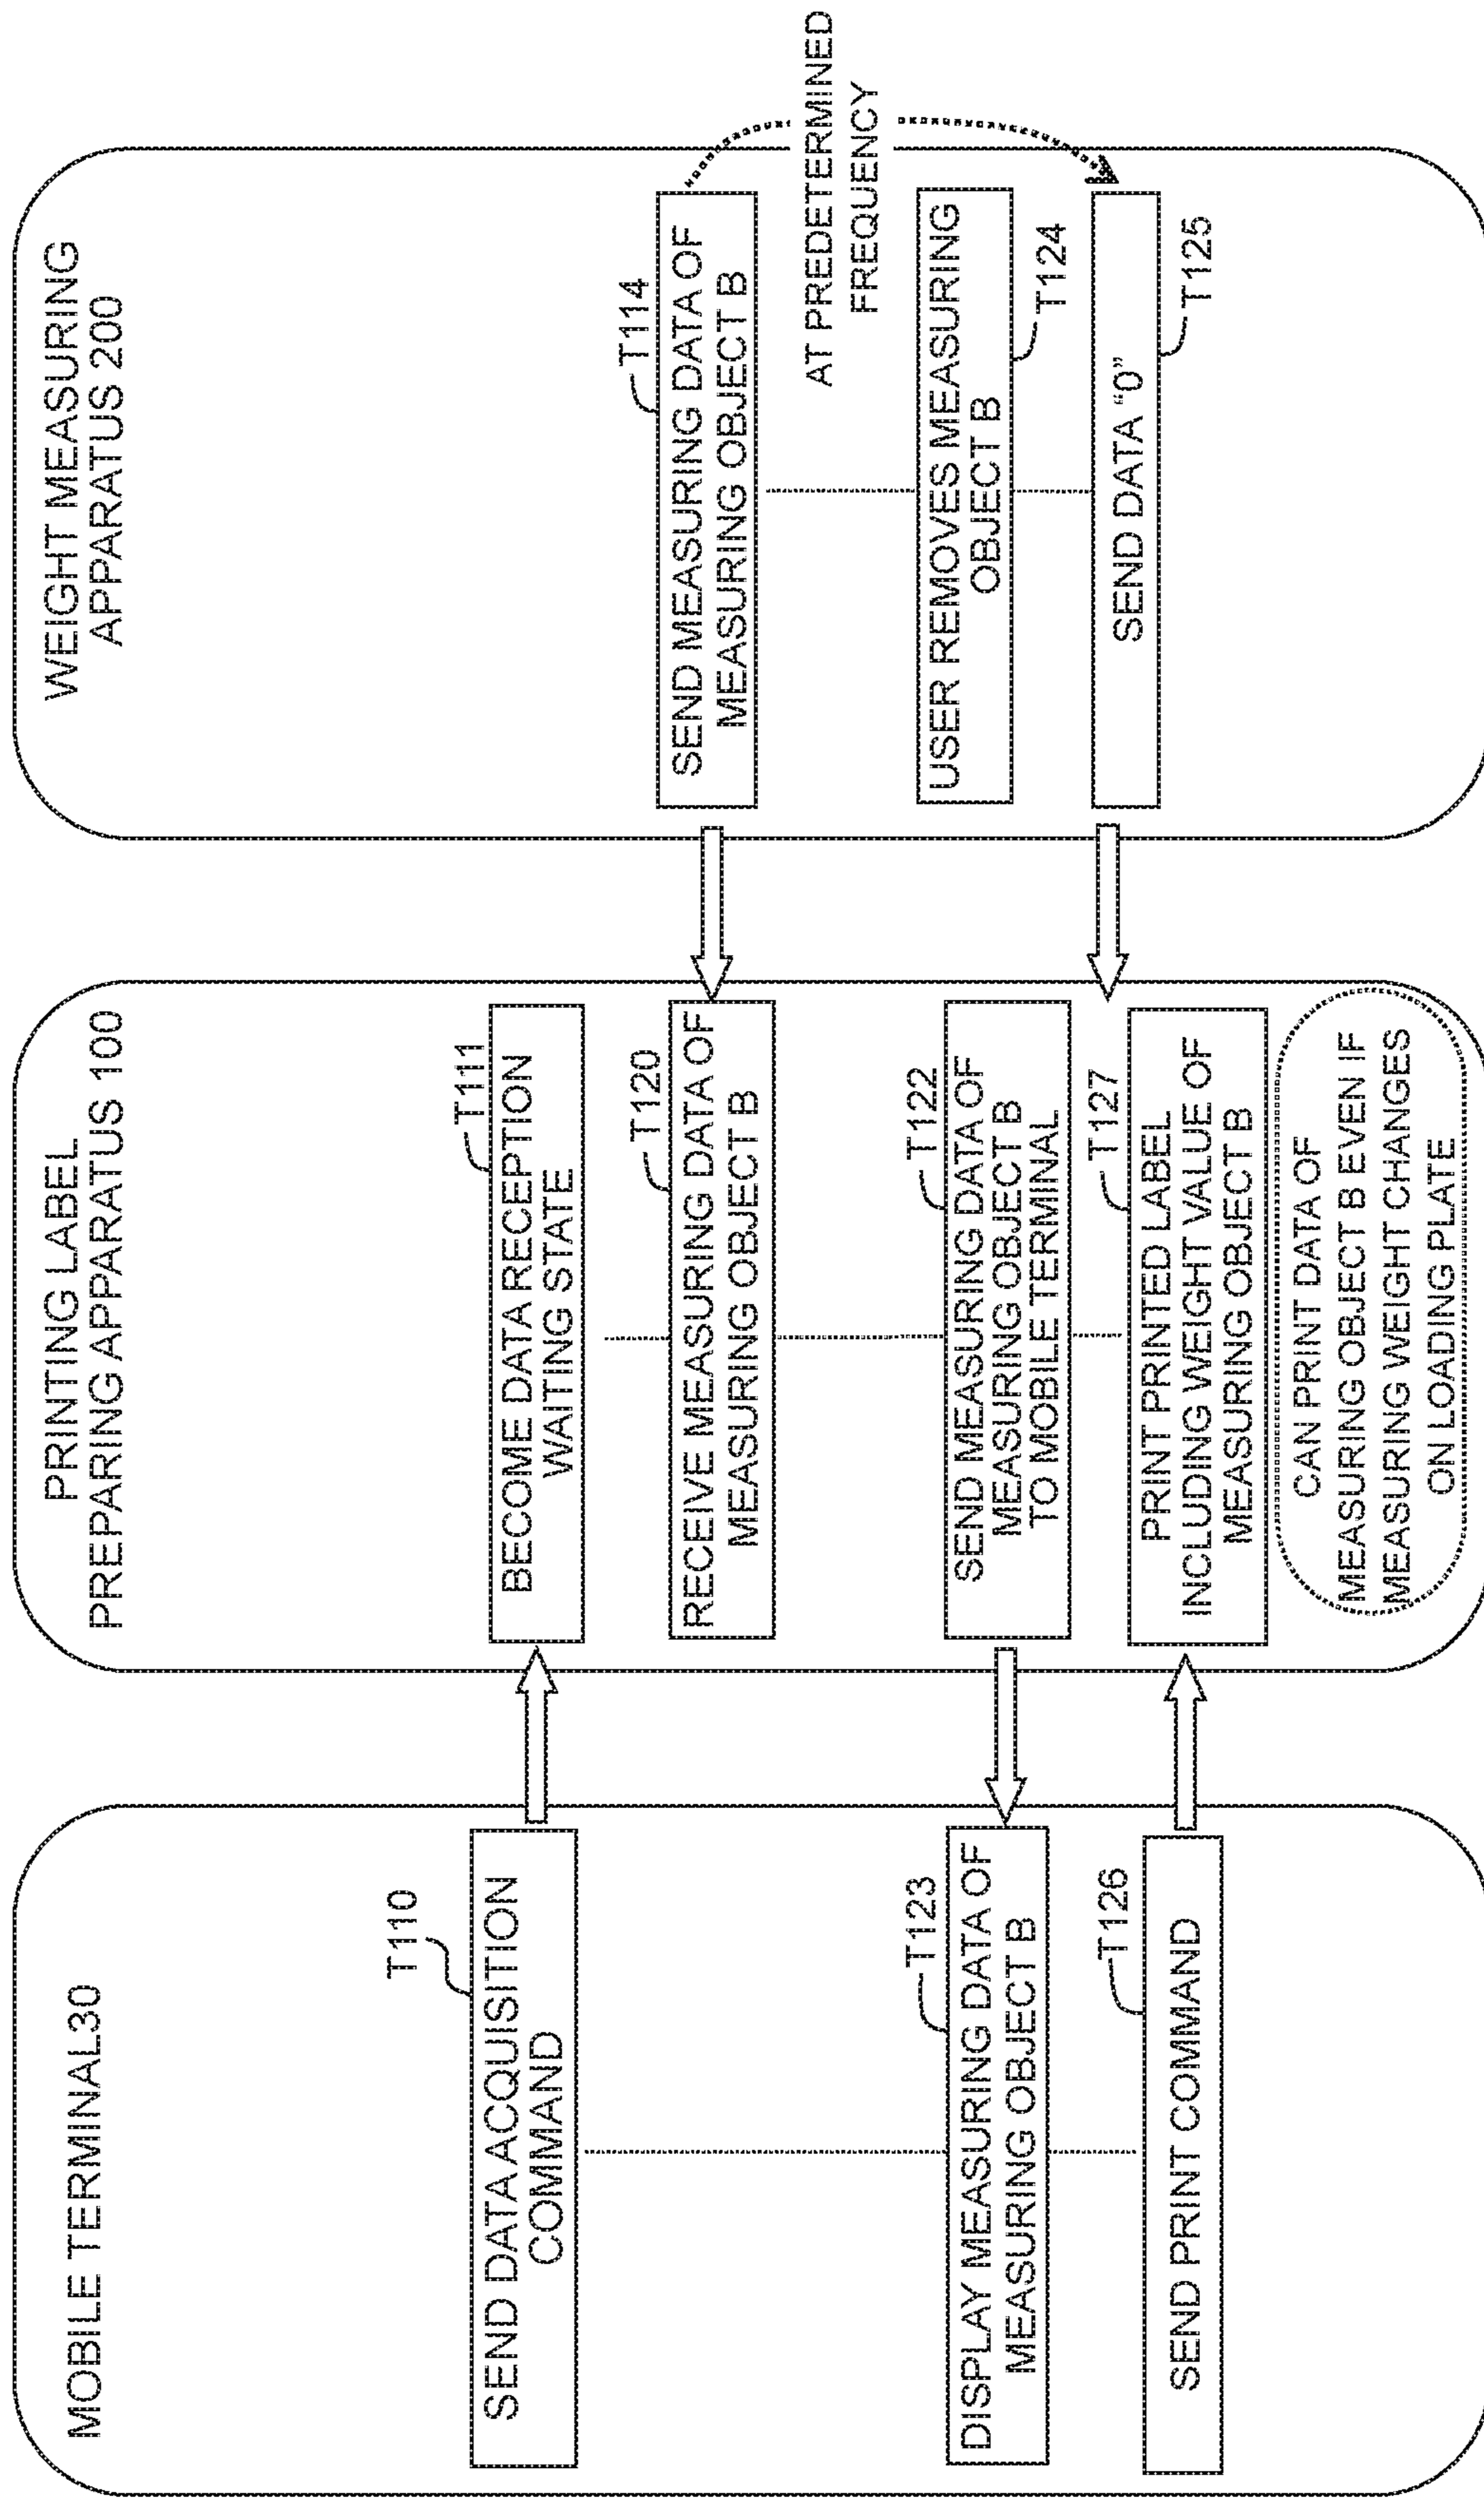 MOBILE TERMINAL30
T110
SEND DATA ACQUISITION
COMMAND
T123
DISPLAY MEASURING DATA OF
MEASURING OBJECT B
T126
SEND PRINT COMMAND
PRINTING LABEL
PREPARING APPARATUS 100
T111
BECOME DATA RECEPTION
WAITING STATE
T120
RECEIVE MEASURING DATA OF
MEASURING OBJECT B
T122
SEND MEASURING DATA OF
MEASURING OBJECT B
TO MOBILE TERMINAL
T127
PRINT PRINTED LABEL
INCLUDING WEIGHT VALUE OF
MEASURING OBJECT B
CAN PRINT DATA OF
MEASURING OBJECT B EVEN IF
MEASURING WEIGHT CHANGES
ON LOADING PLATE
WEIGHT MEASURING
APPARATUS 200
T114
SEND MEASURING DATA OF
MEASURING OBJECT B
AT PREDETERMINED
FREQUENCY
USER REMOVES MEASURING
OBJECT B
T124
SEND DATA “0”
T125